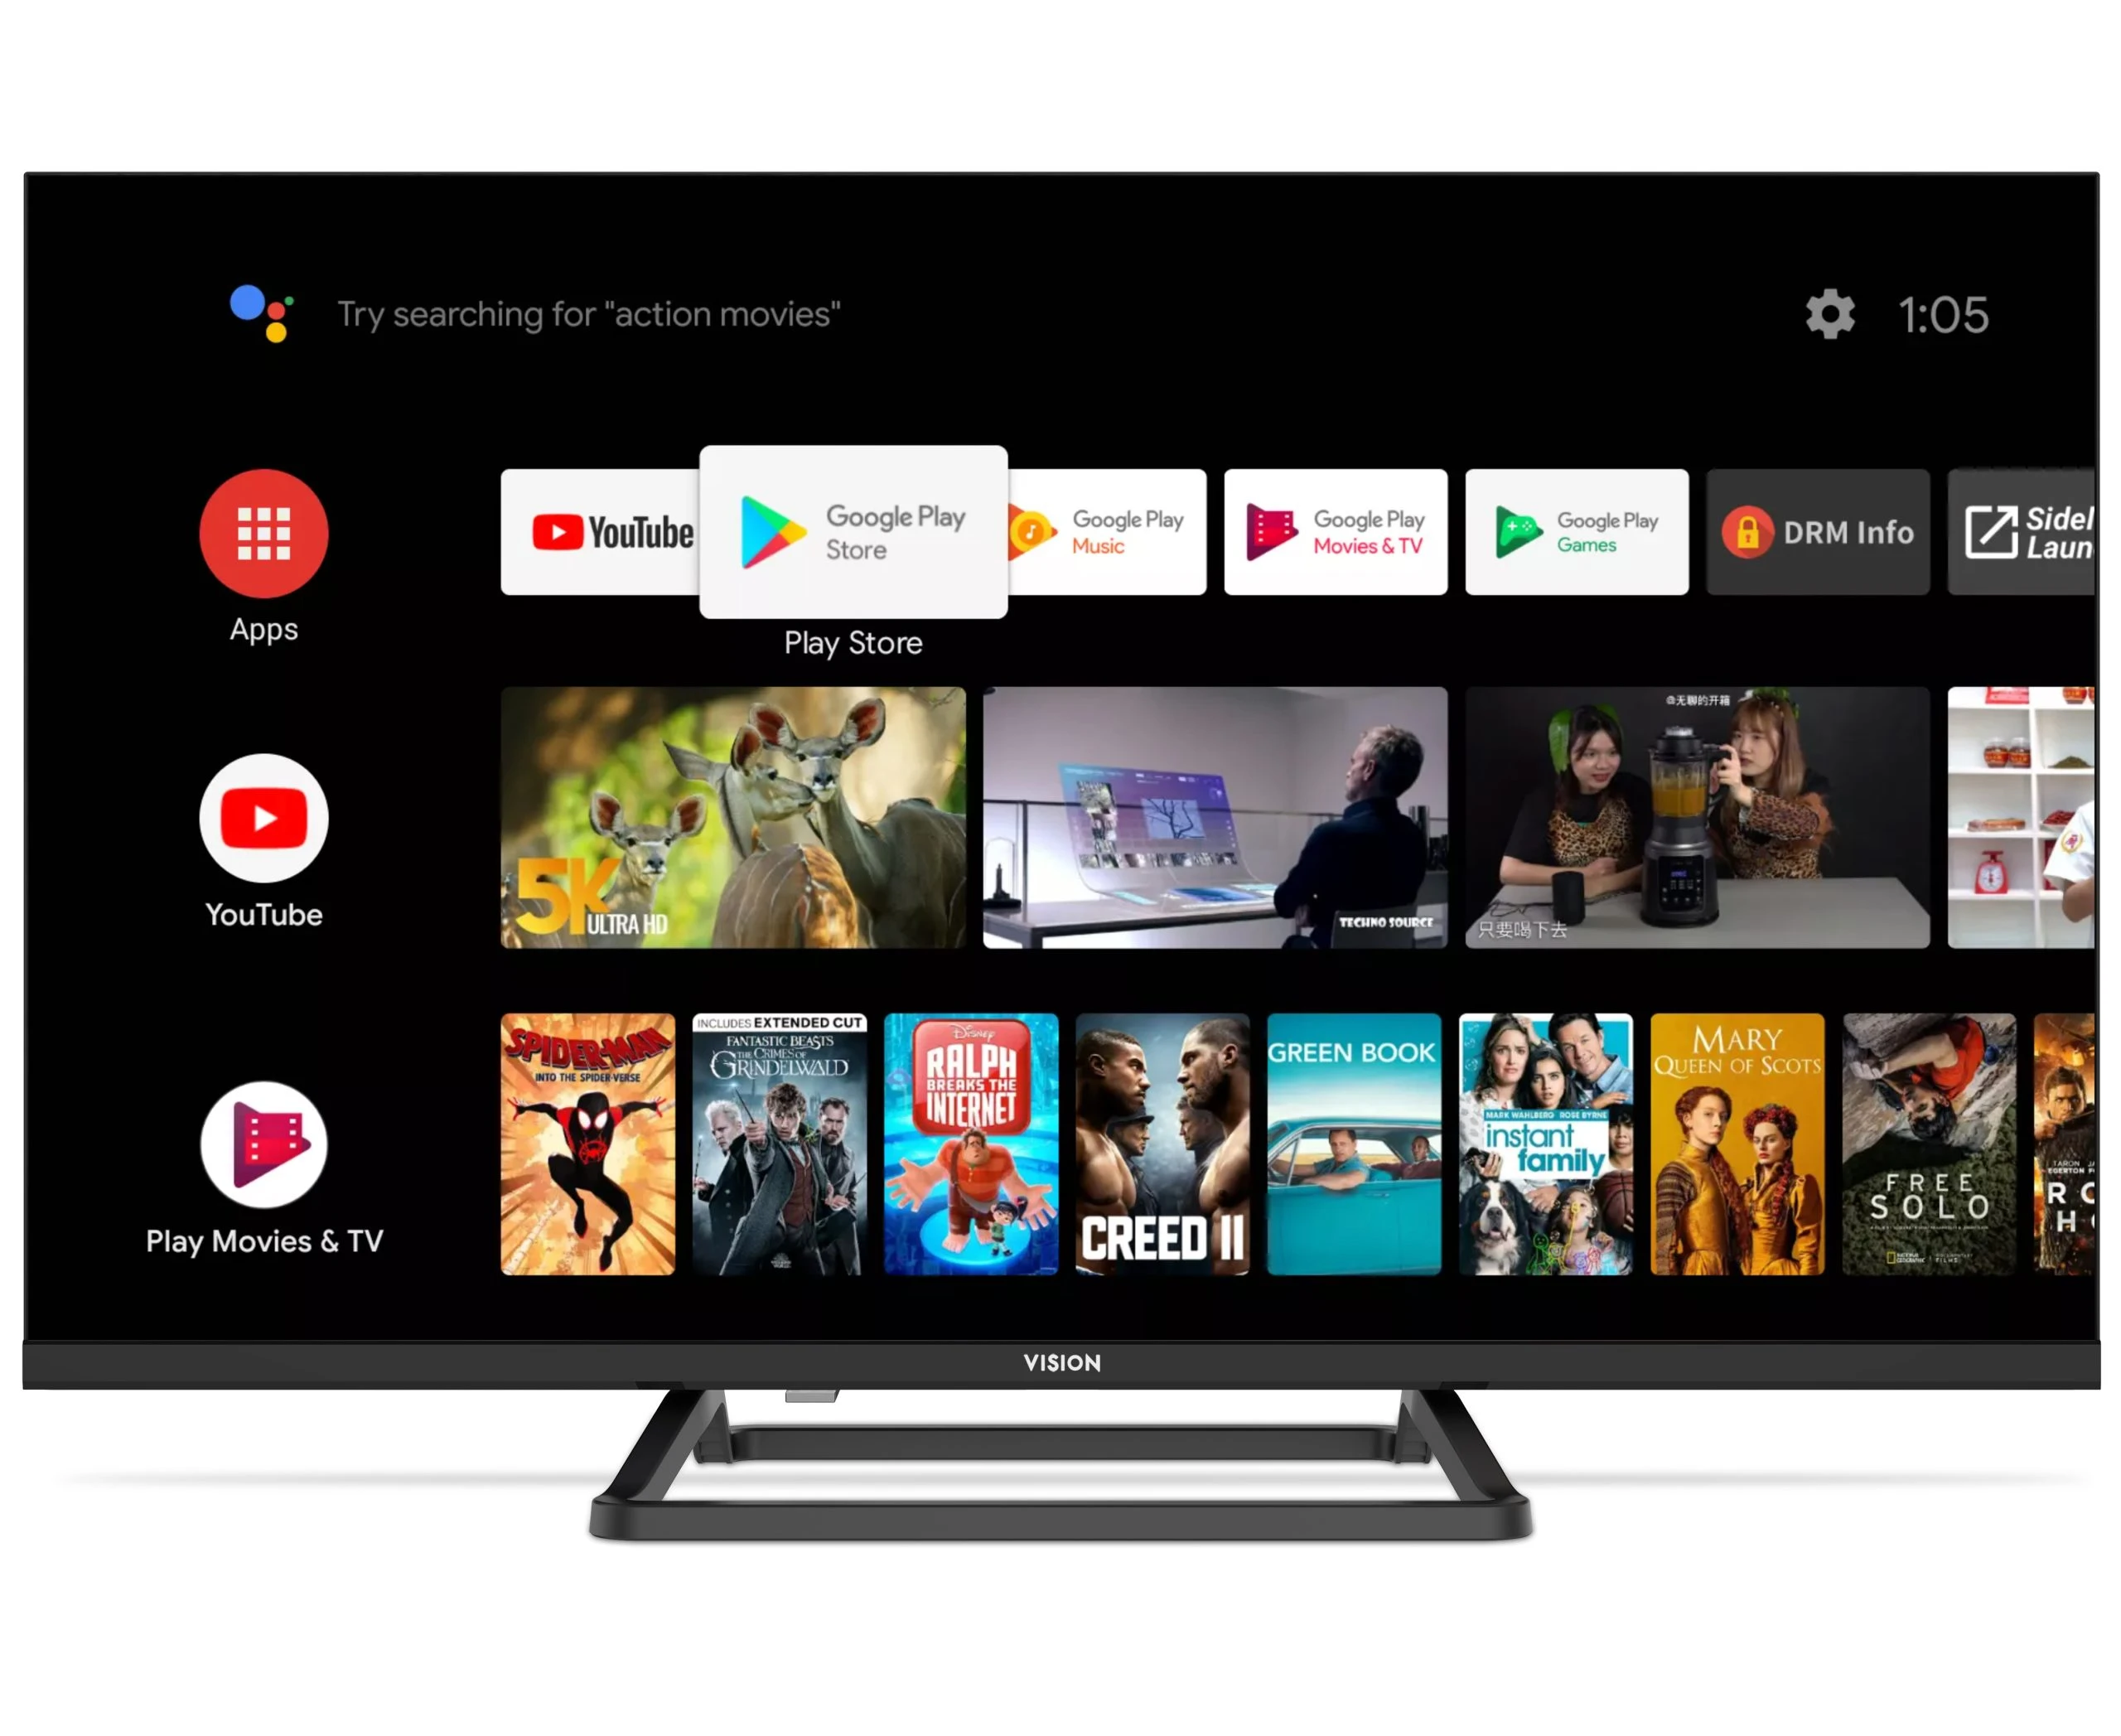 Try searching for "action movies"
1:05
Apps
YouTube
Google Play
Store
Google Play
Music
Google Play
Movies & TV
Google Play
Games
DRM Info
Sidel
Laun
Play Store
YouTube
5K
ULTRA HD
TECHNO SOURCE
@无聊的开箱
只要喝下去
Play Movies & TV
SPIDER-MAN
INTO THE SPIDER-VERSE
INCLUDES EXTENDED CUT
FANTASTIC BEASTS
THE CRIMES OF
GRINDELWALD
Disney
RALPH
BREAKS THE
INTERNET
CREED II
GREEN BOOK
MARK WAHLBERG ROSE BYRNE
instant
family
MARY
QUEEN OF SCOTS
FREE
SOLO
TARON
EGERTON
VISION